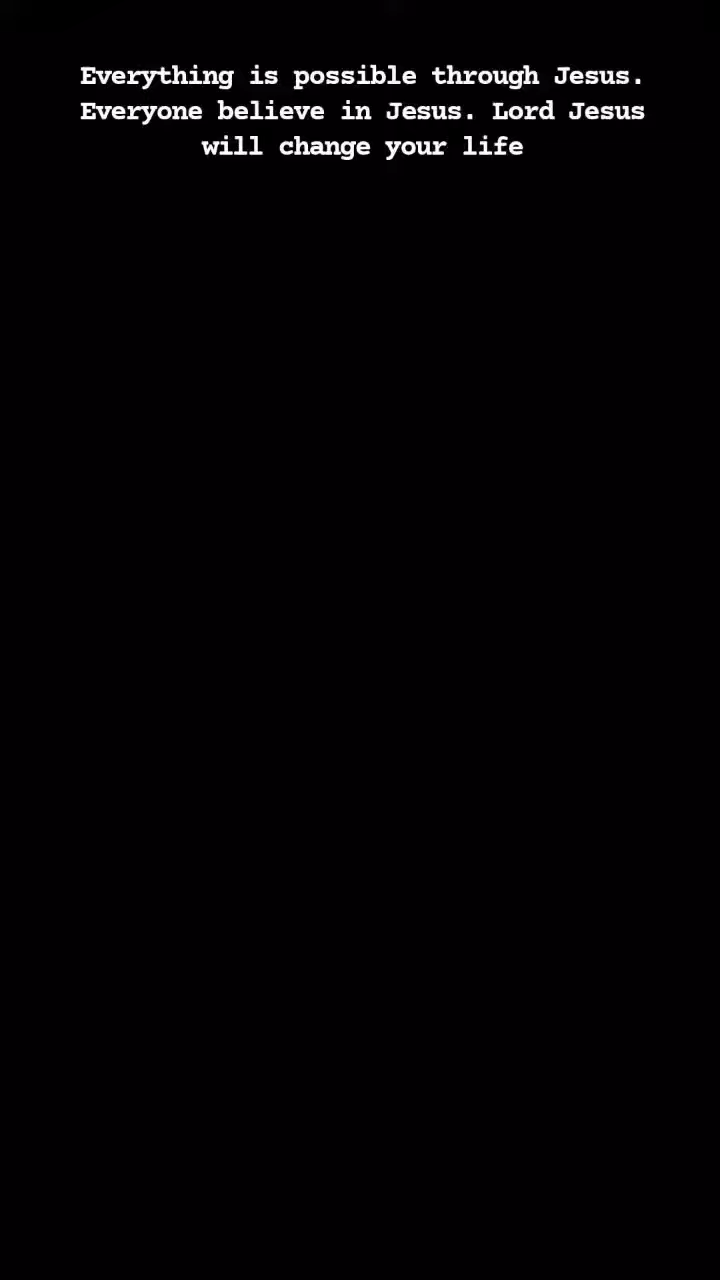 Everything is possible through Jesus.
Everyone believe in Jesus. Lord Jesus
will change your life